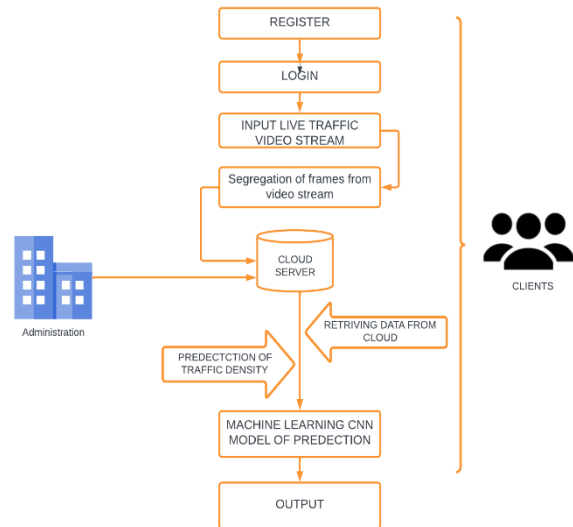 REGISTER
LOGIN
INPUT LIVE TRAFFIC
VIDEO STREAM
Segregation of frames from
video stream
CLOUD
SERVER
Administration
CLIENTS
RETRIVING DATA FROM
CLOUD
PREDECTCTION OF
TRAFFIC DENSITY
MACHINE LEARNING CNN
MODEL OF PREDECTION
OUTPUT